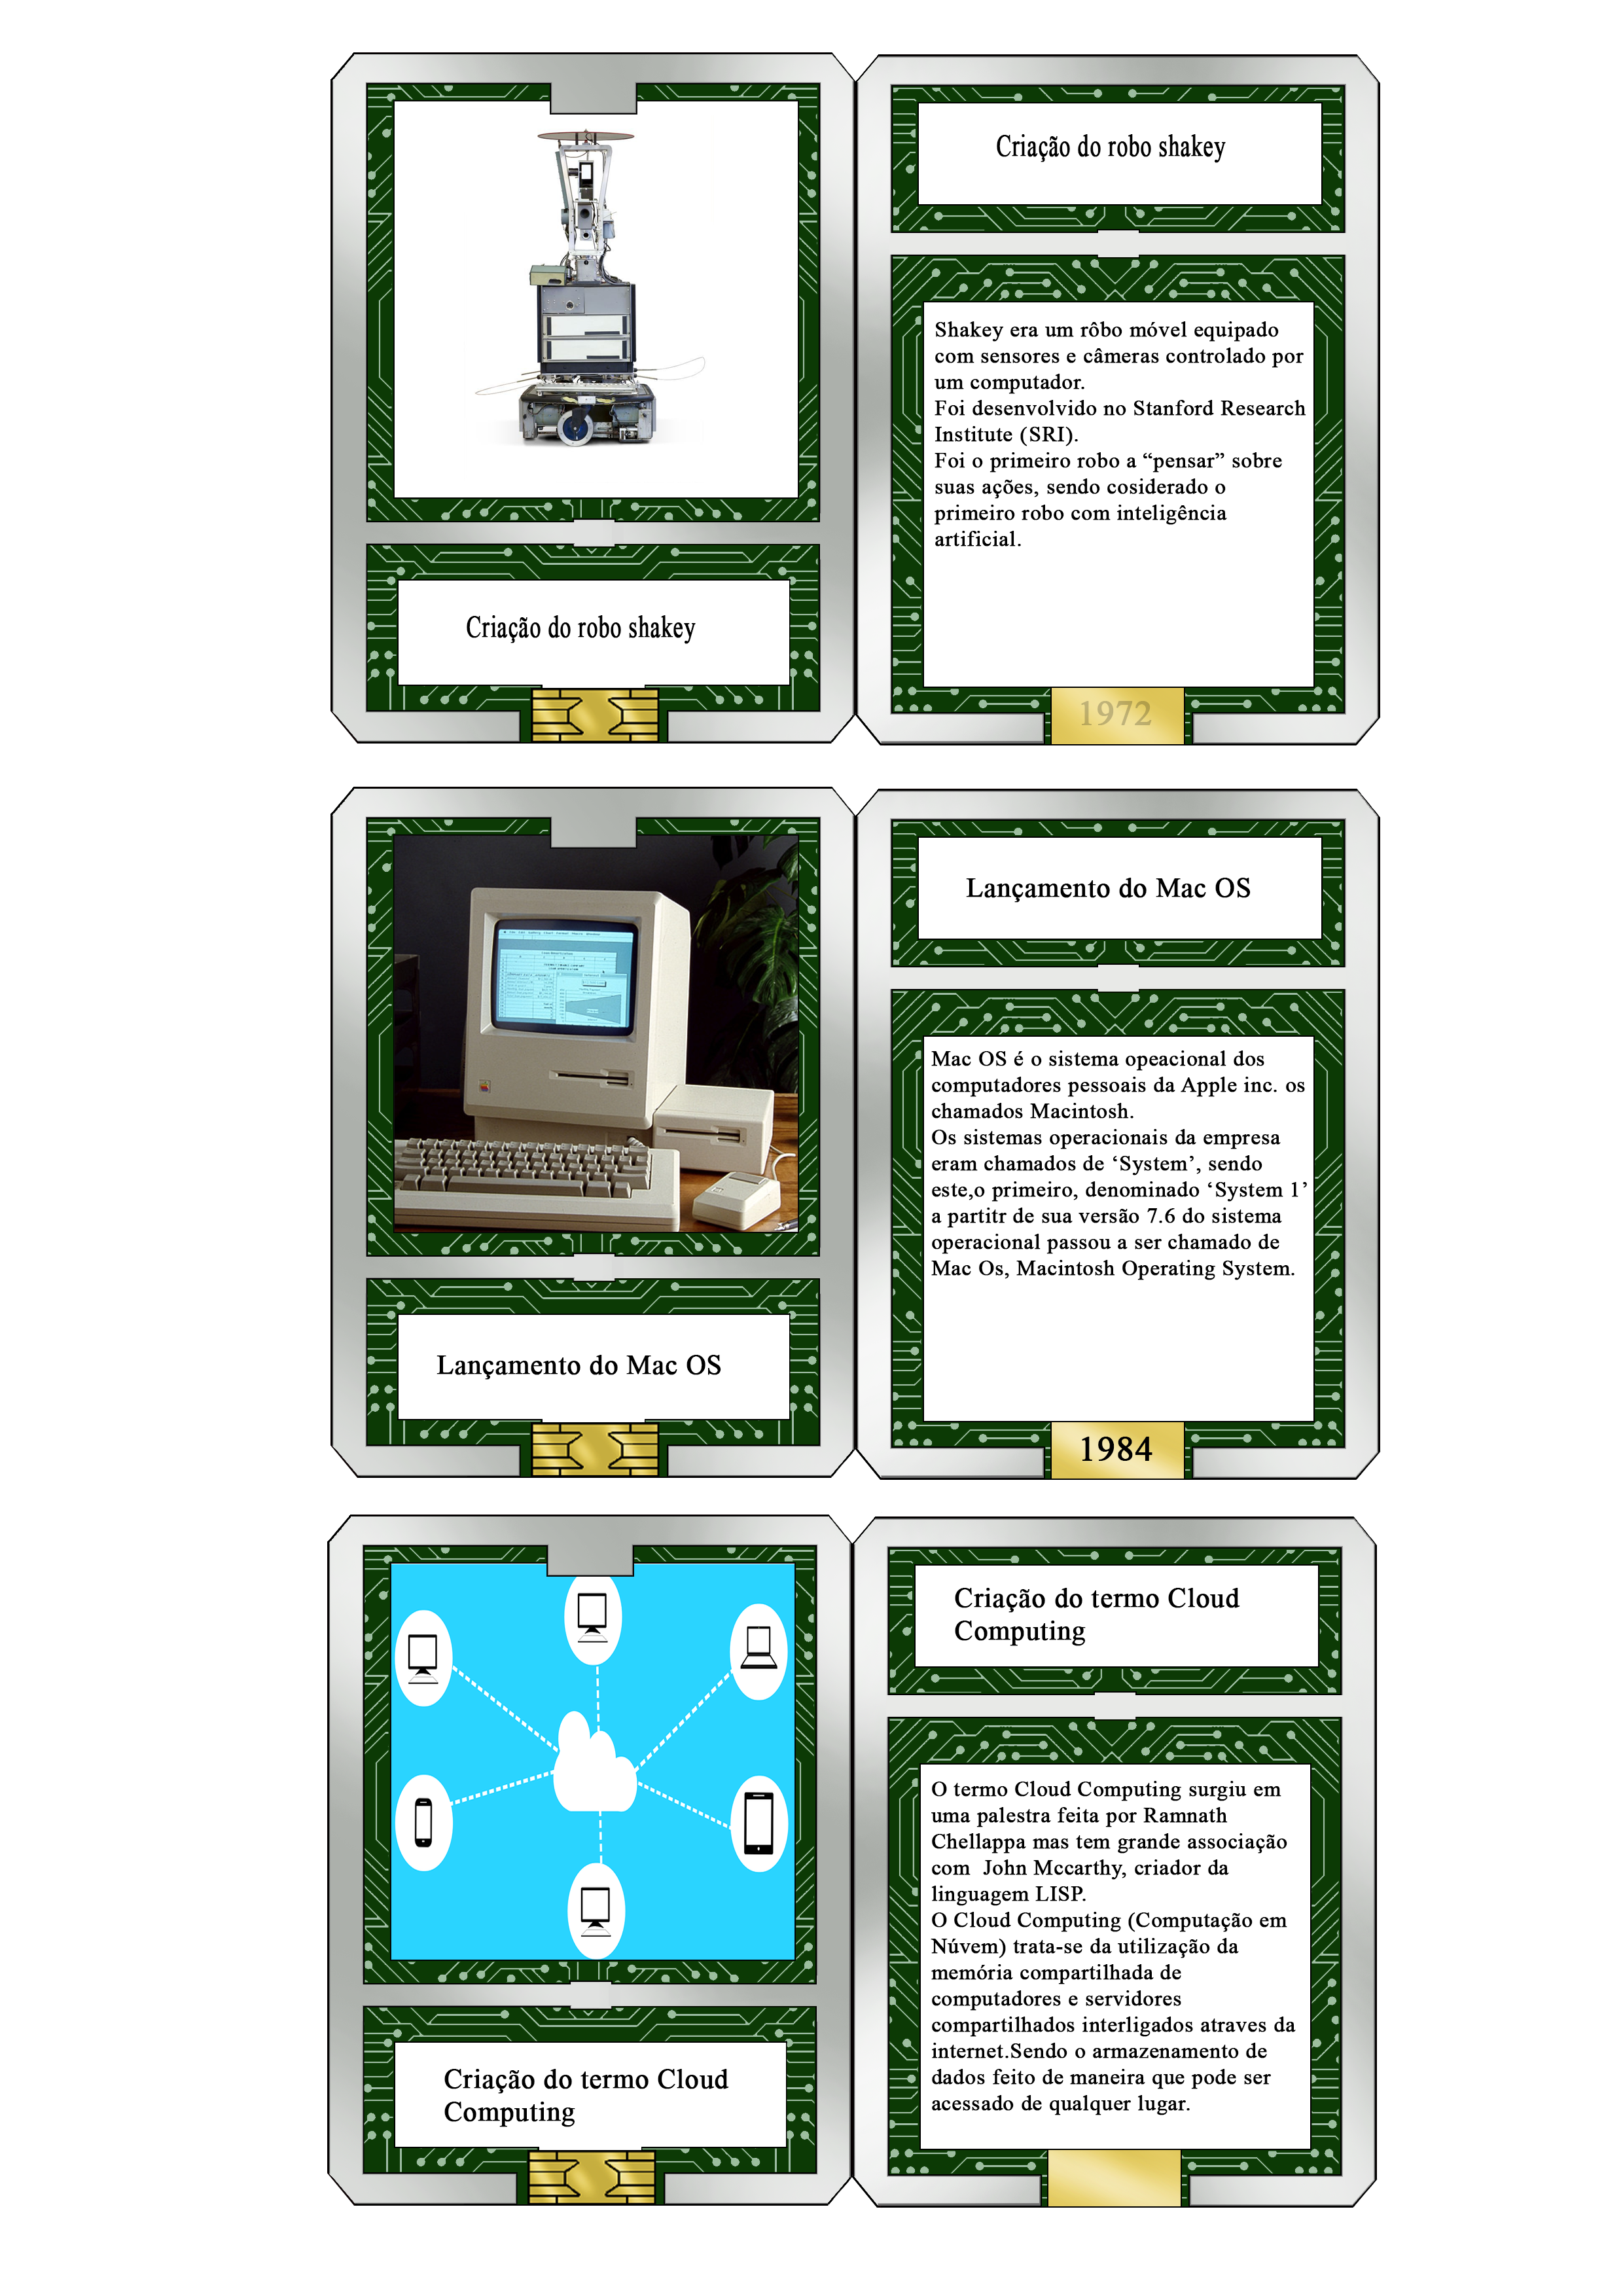 Criação do robo shakey
Criação do robo shakey
Shakey era um rôbo móvel equipado
com sensores e câmeras controlado por
um computador.
Foi desenvolvido no Stanford Research
Institute (SRI).
Foi o primeiro robo a “pensar” sobre
suas ações, sendo cosiderado o
primeiro robo com inteligência
artificial.
1972
Lançamento do Mac OS
Lançamento do Mac OS
Mac OS é o sistema opeacional dos
computadores pessoais da Apple inc. os
chamados Macintosh.
Os sistemas operacionais da empresa
eram chamados de ‘System’, sendo
este,o primeiro, denominado ‘System 1’
a partitr de sua versão 7.6 do sistema
operacional passou a ser chamado de
Mac Os, Macintosh Operating System.
1984
Criação do termo Cloud
Computing
Criação do termo Cloud
Computing
O termo Cloud Computing surgiu em
uma palestra feita por Ramnath
Chellappa mas tem grande associação
com  John Mccarthy, criador da
linguagem LISP.
O Cloud Computing (Computação em
Núvem) trata-se da utilização da
memória compartilhada de
computadores e servidores
compartilhados interligados atraves da
internet.Sendo o armazenamento de
dados feito de maneira que pode ser
acessado de qualquer lugar.